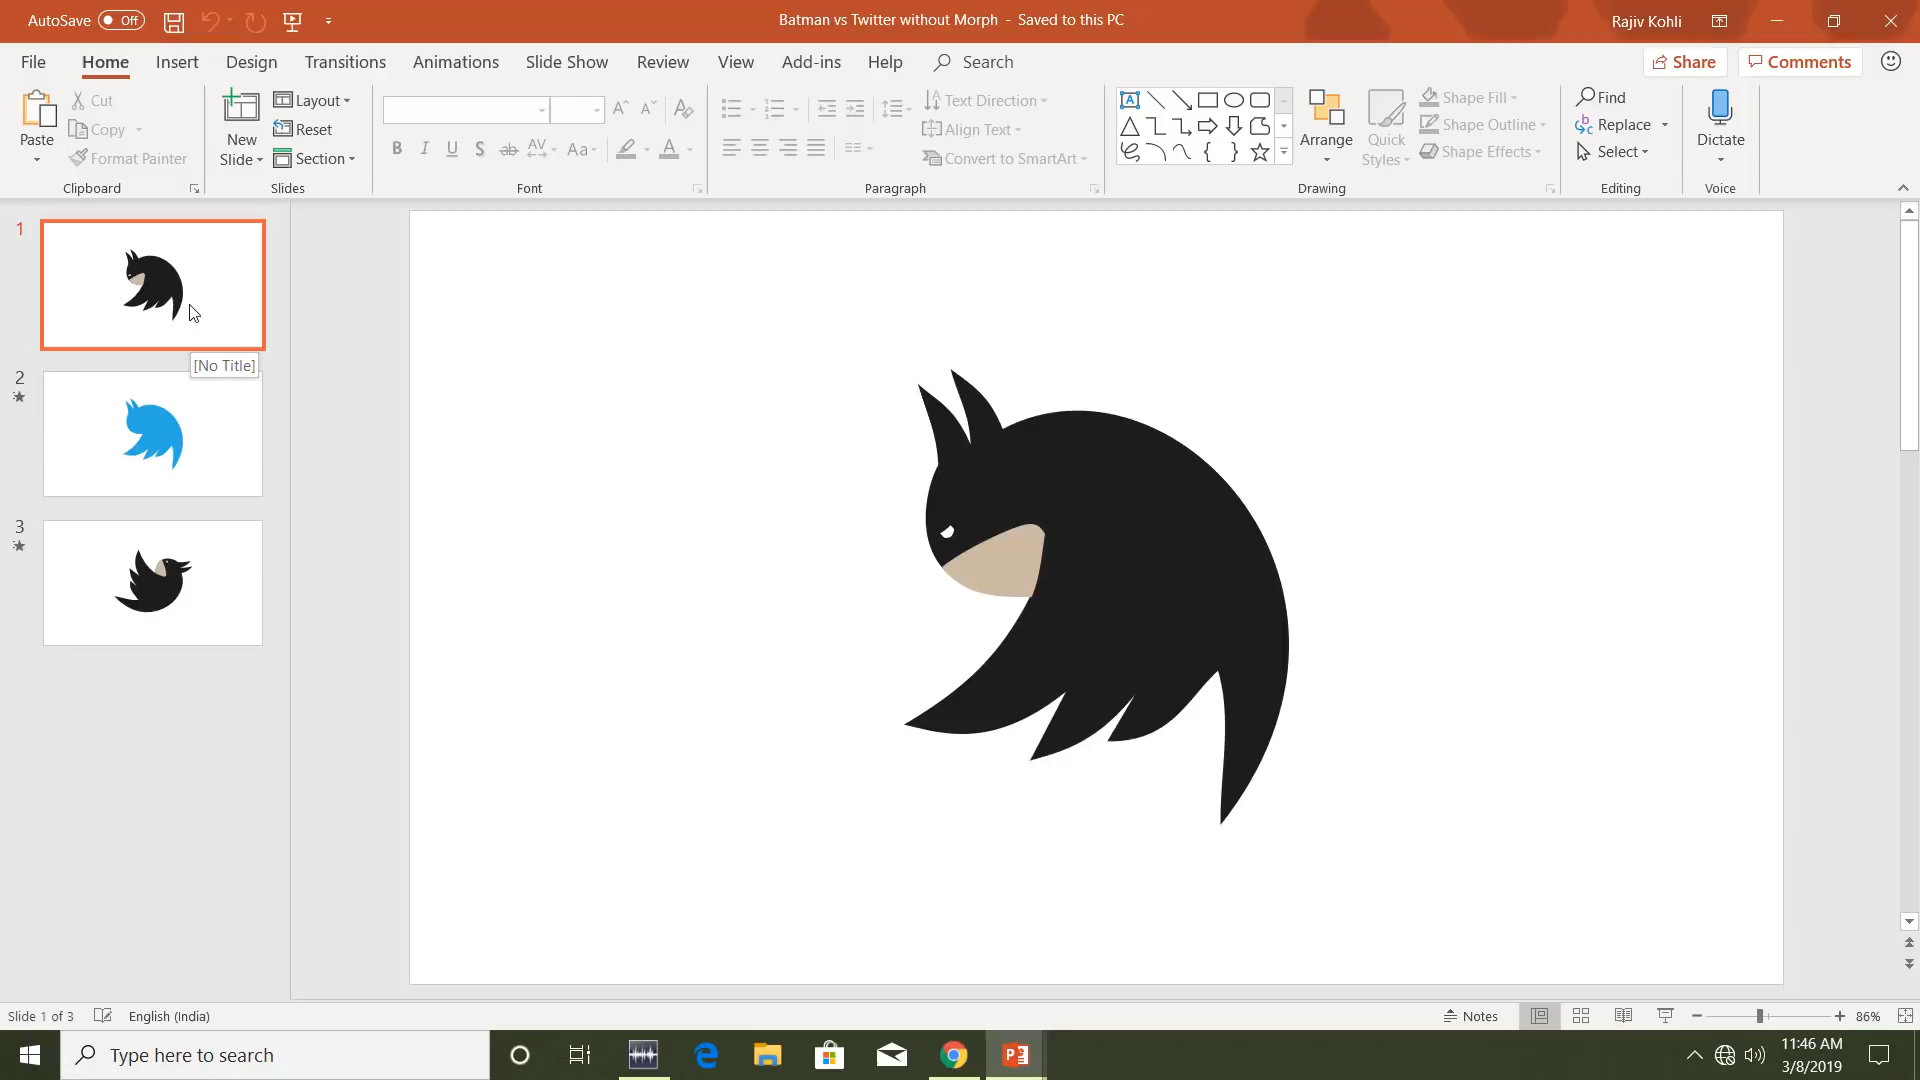 AutoSave Off
Batman vs Twitter without Morph - Saved to this PC
Rajiv Kohli
File Home Insert Design Transitions Animations Slide Show Review View Add-ins Help Search
Share Comments
Paste
Cut
Copy
Format Painter
Clipboard
New
Slide
Layout
Reset
Section
Slides
B I U S ab AV Aa A
Font
Text Direction
Align Text
Convert to SmartArt
Paragraph
A
Arrange
Quick
Styles
Shape Fill
Shape Outline
Shape Effects
Drawing
Find
Replace
Select
Editing
Dictate
Voice
1
[No Title]
2
3
Slide 1 of 3
English (India)
Notes
86%
Type here to search
11:46 AM
3/8/2019